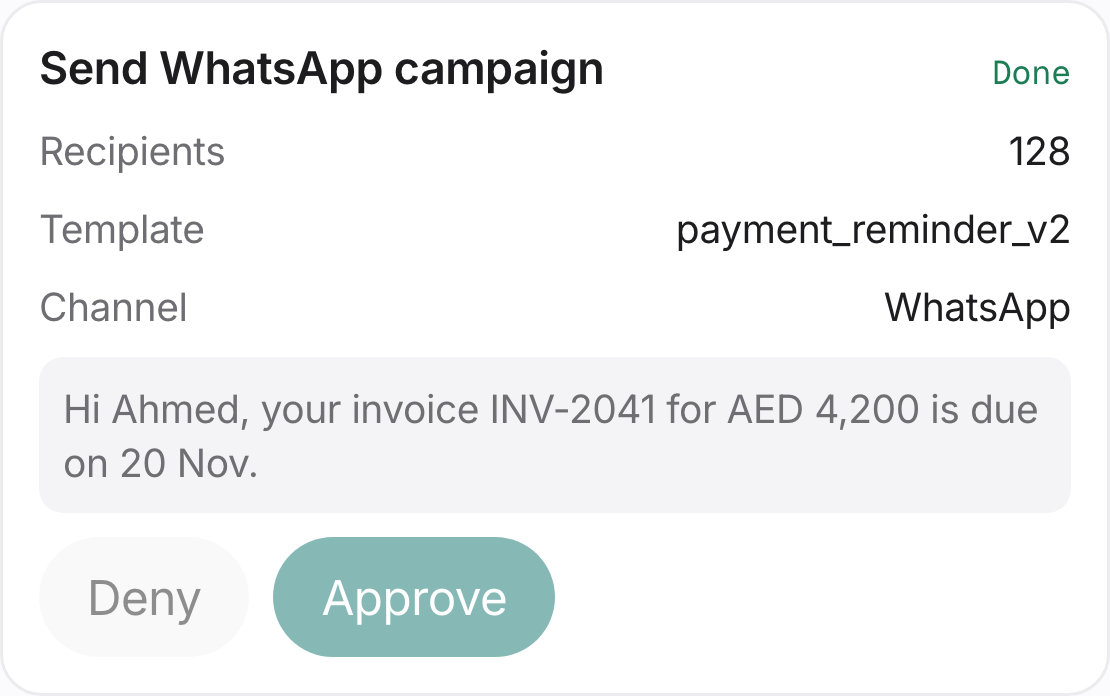 Send WhatsApp campaign
Done
Recipients
128
Template
payment_reminder_v2
Channel
WhatsApp
Hi Ahmed, your invoice INV-2041 for AED 4,200 is due
on 20 Nov.
Deny
Approve